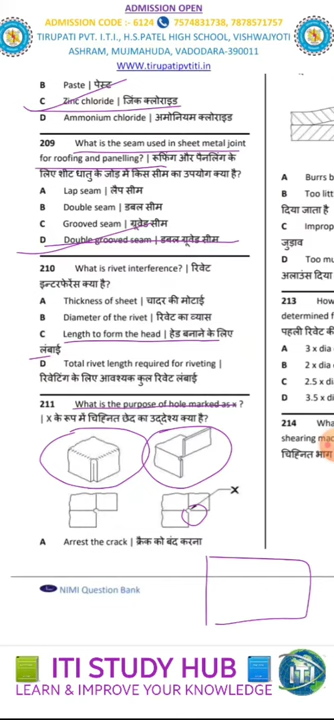 ADMISSION OPEN
ADMISSION CODE :- 6124 7574831738, 7878571757
TIRUPATI PVT. I.T.I., H.S.PATEL HIGH SCHOOL, VISHWAJYOTI
ASHRAM, MUJMAHUDA, VADODARA-390011
WWW.tirupatipvtiti.in
B Paste | पेस्ट
C Zinc chloride | जिंक क्लोराइड
D Ammonium chloride | अमोनियम क्लोराइड
209 What is the seam used in sheet metal joint
for roofing and panelling? | रूफिंग और पैनलिंग के
लिए शीट धातु के जोड़ में किस सीम का उपयोग क्या है?
A Lap seam | लैप सीम
B Double seam | डबल सीम
C Grooved seam | ग्रूवेड सीम
D Double grooved seam | डबल ग्रूवेड सीम
210 What is rivet interference? | रिवेट
इन्टरफेरेंस क्या है?
A Thickness of sheet | चादर की मोटाई
B Diameter of the rivet | रिवेट का व्यास
C Length to form the head | हेड बनाने के लिए
लंबाई
D Total rivet length required for riveting |
रिवेटिंग के लिए आवश्यक कुल रिवेट लंबाई
211 What is the purpose of hole marked as x ?
| X के रूप में चिह्नित छेद का उद्देश्य क्या है?
X
A Arrest the crack | क्रैक को बंद करना
A Burrs b
B Too litt
दिया जाता है
C Improp
जुड़ाव
D Too mu
अलाउंस दिया
213 How
determined f
पहली रिवेट की
A 3 x dia
B 2 x dia
C 2.5 x di
D 3.5 x di
214 Wha
shearing mac
चिह्नित भाग
NIMI Question Bank
ITI STUDY HUB
LEARN & IMPROVE YOUR KNOWLEDGE
ITI